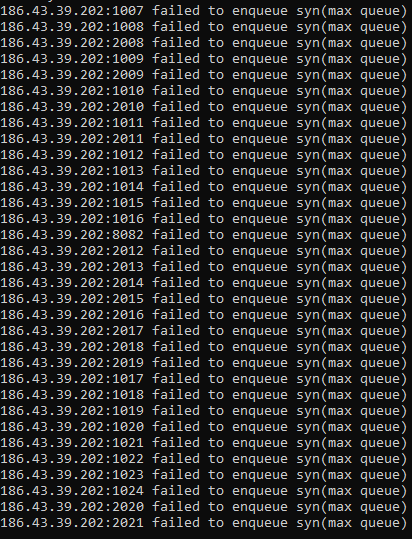 186.43.39.202:1007 failed to enqueue syn(max queue)
186.43.39.202:1008 failed to enqueue syn(max queue)
186.43.39.202:2008 failed to enqueue syn(max queue)
186.43.39.202:1009 failed to enqueue syn(max queue)
186.43.39.202:2009 failed to enqueue syn(max queue)
186.43.39.202:1010 failed to enqueue syn(max queue)
186.43.39.202:2010 failed to enqueue syn(max queue)
186.43.39.202:1011 failed to enqueue syn(max queue)
186.43.39.202:2011 failed to enqueue syn(max queue)
186.43.39.202:1012 failed to enqueue syn(max queue)
186.43.39.202:1013 failed to enqueue syn(max queue)
186.43.39.202:1014 failed to enqueue syn(max queue)
186.43.39.202:1015 failed to enqueue syn(max queue)
186.43.39.202:1016 failed to enqueue syn(max queue)
186.43.39.202:8082 failed to enqueue syn(max queue)
186.43.39.202:2012 failed to enqueue syn(max queue)
186.43.39.202:2013 failed to enqueue syn(max queue)
186.43.39.202:2014 failed to enqueue syn(max queue)
186.43.39.202:2015 failed to enqueue syn(max queue)
186.43.39.202:2016 failed to enqueue syn(max queue)
186.43.39.202:2017 failed to enqueue syn(max queue)
186.43.39.202:2018 failed to enqueue syn(max queue)
186.43.39.202:2019 failed to enqueue syn(max queue)
186.43.39.202:1017 failed to enqueue syn(max queue)
186.43.39.202:1018 failed to enqueue syn(max queue)
186.43.39.202:1019 failed to enqueue syn(max queue)
186.43.39.202:1020 failed to enqueue syn(max queue)
186.43.39.202:1021 failed to enqueue syn(max queue)
186.43.39.202:1022 failed to enqueue syn(max queue)
186.43.39.202:1023 failed to enqueue syn(max queue)
186.43.39.202:1024 failed to enqueue syn(max queue)
186.43.39.202:2020 failed to enqueue syn(max queue)
186.43.39.202:2021 failed to enqueue syn(max queue)